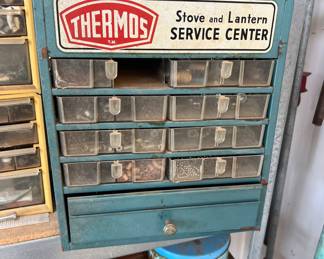 THERMOS
T.M.
Stove and Lantern
SERVICE CENTER